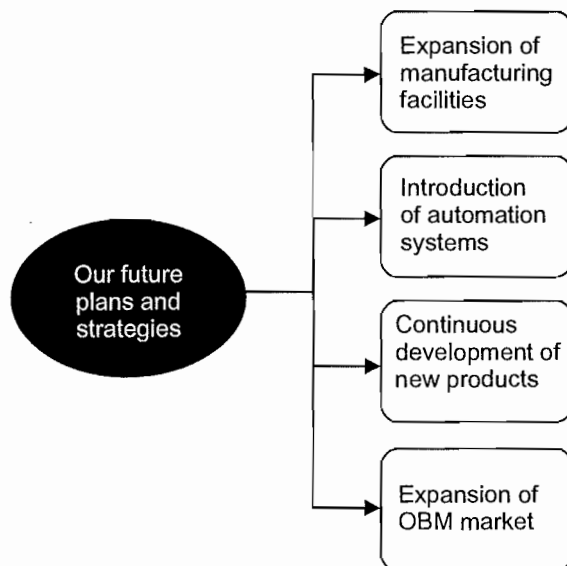 Our future
plans and
strategies
Expansion of
manufacturing
facilities
Introduction
of automation
systems
Continuous
development of
new products
Expansion of
OBM market